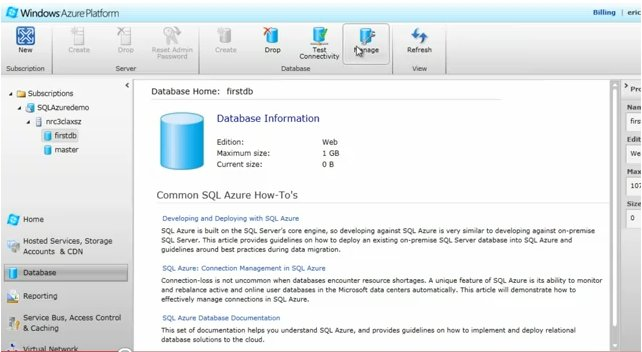 Windows Azure Platform
Billing
eric
New
Create
Drop
Reset Admin
Password
Create
Drop
Test
Connectivity
Manage
Refresh
Subscription
Server
Database
View
Subscriptions
SQLAzuredemo
nrc3claxsz
firstdb
master
Home
Hosted Services, Storage
Accounts & CDN
Database
Reporting
Service Bus, Access Control
& Caching
Virtual Network
Database Home: firstdb
Database Information
Edition: Web
Maximum size: 1 GB
Current size: 0 B
Common SQL Azure How-To's
Developing and Deploying with SQL Azure
SQL Azure is built on the SQL Server's core engine, so developing against SQL Azure is very similar to developing against on-premise
SQL Server. This article provides guidelines on how to deploy an existing on-premise SQL Server database into SQL Azure and
guidelines around best practices during data migration.
SQL Azure: Connection Management in SQL Azure
Connection-loss is not uncommon when databases encounter resource shortages. A unique feature of SQL Azure is its ability to monitor
and rebalance active and online user databases in the Microsoft data centers automatically. This article will demonstrate how to
effectively manage connections in SQL Azure.
SQL Azure Database Documentation
This set of documentation helps you understand SQL Azure, and provides guidelines on how to implement and deploy relational
database solutions to the cloud.
Pro
Nam
firs
Edit
We
Max
107
Size
0